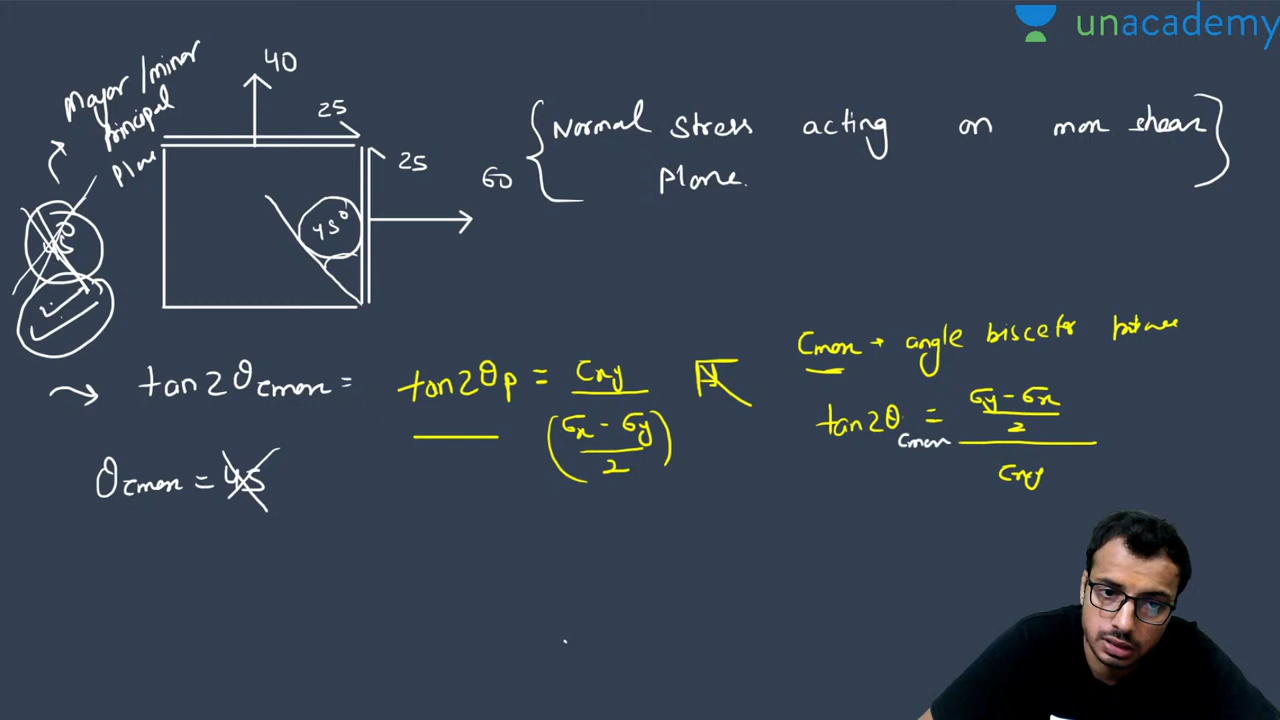 unacademy
Major/minor
principal
plane
40
25
25
60
45°
45°
{Normal stress acting on max shear
plane.}
tan2θτmax =
tan2θp = τxy
(σx - σy
2)
τmax → angle bisector
tan2θτmax = σy - σx
2
τxy
θτmax = 45